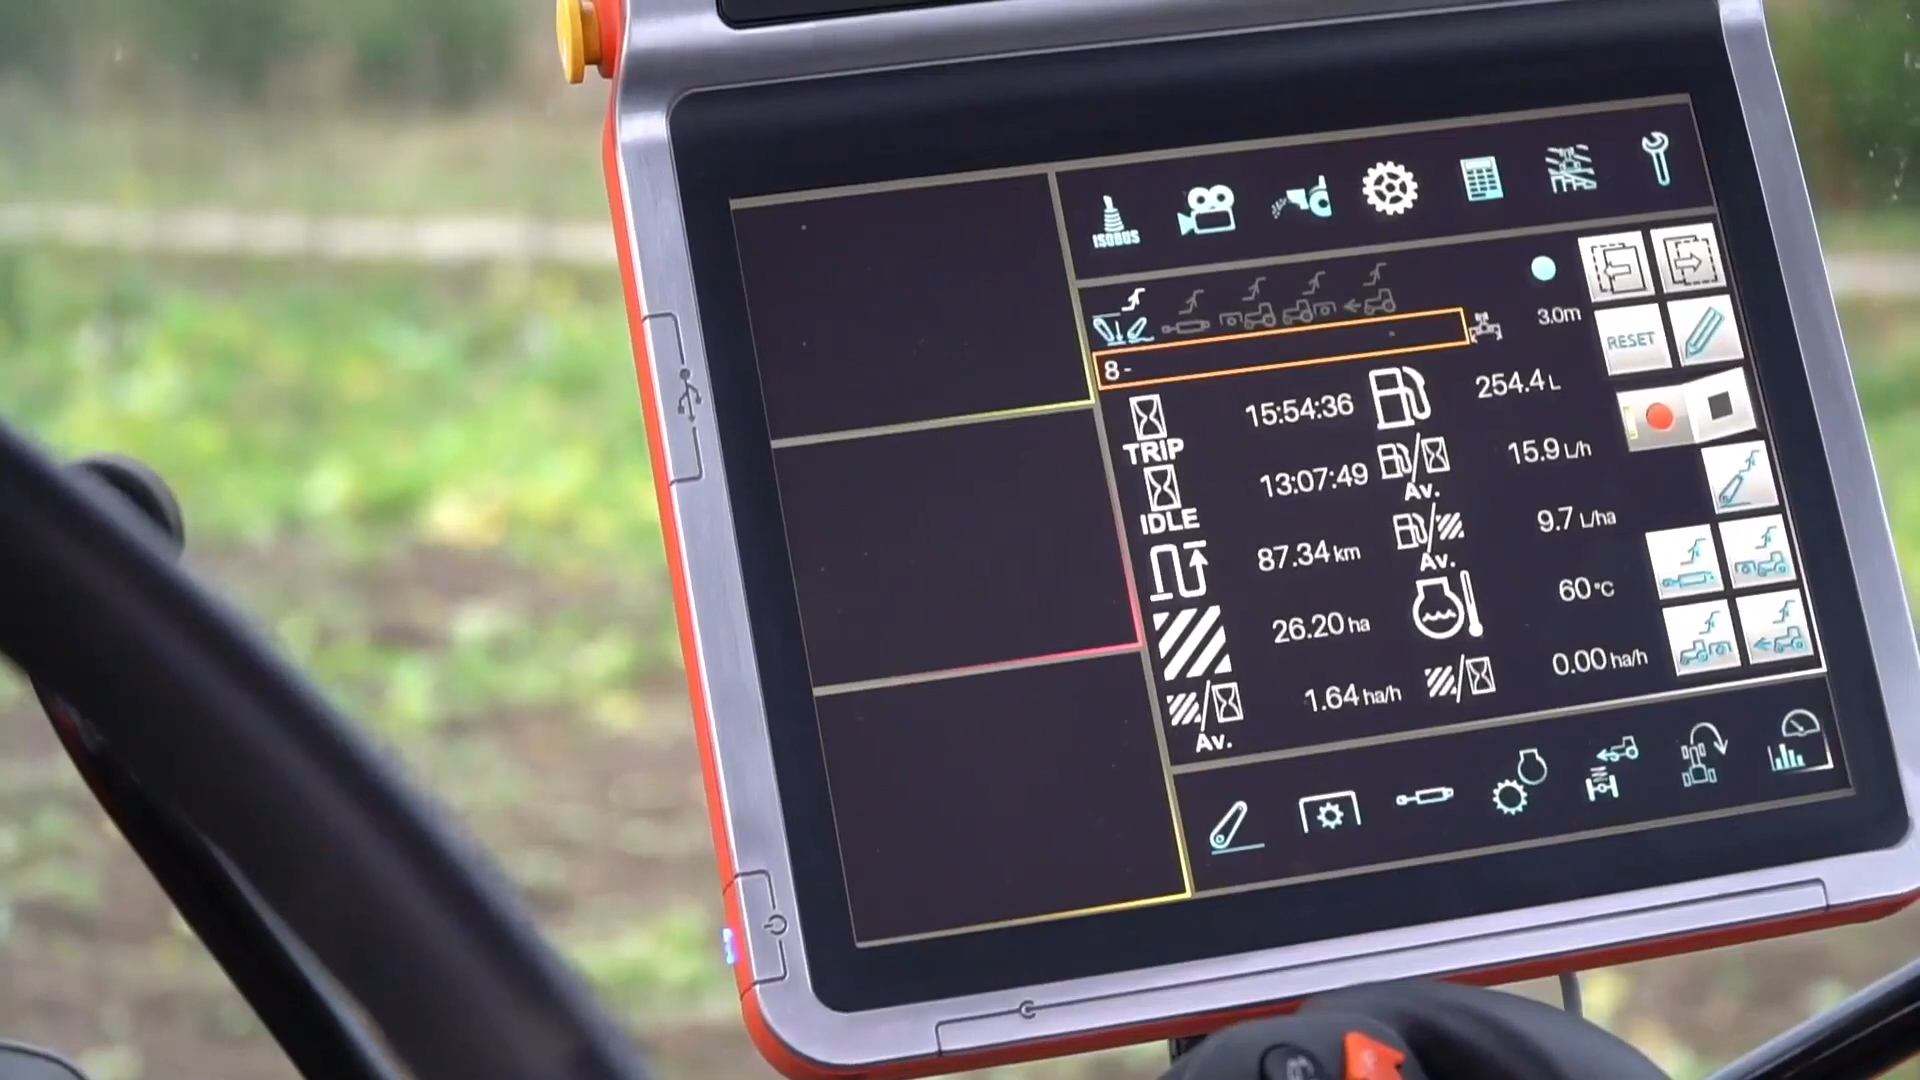 ISOBUS
3.0m
RESET
8-
TRIP 15:54:36 254.4 L
IDLE 13:07:49 Av. 15.9 L/h
87.34 km Av. 9.7 L/ha
26.20 ha 60 °C
Av. 1.64 ha/h 0.00 ha/h